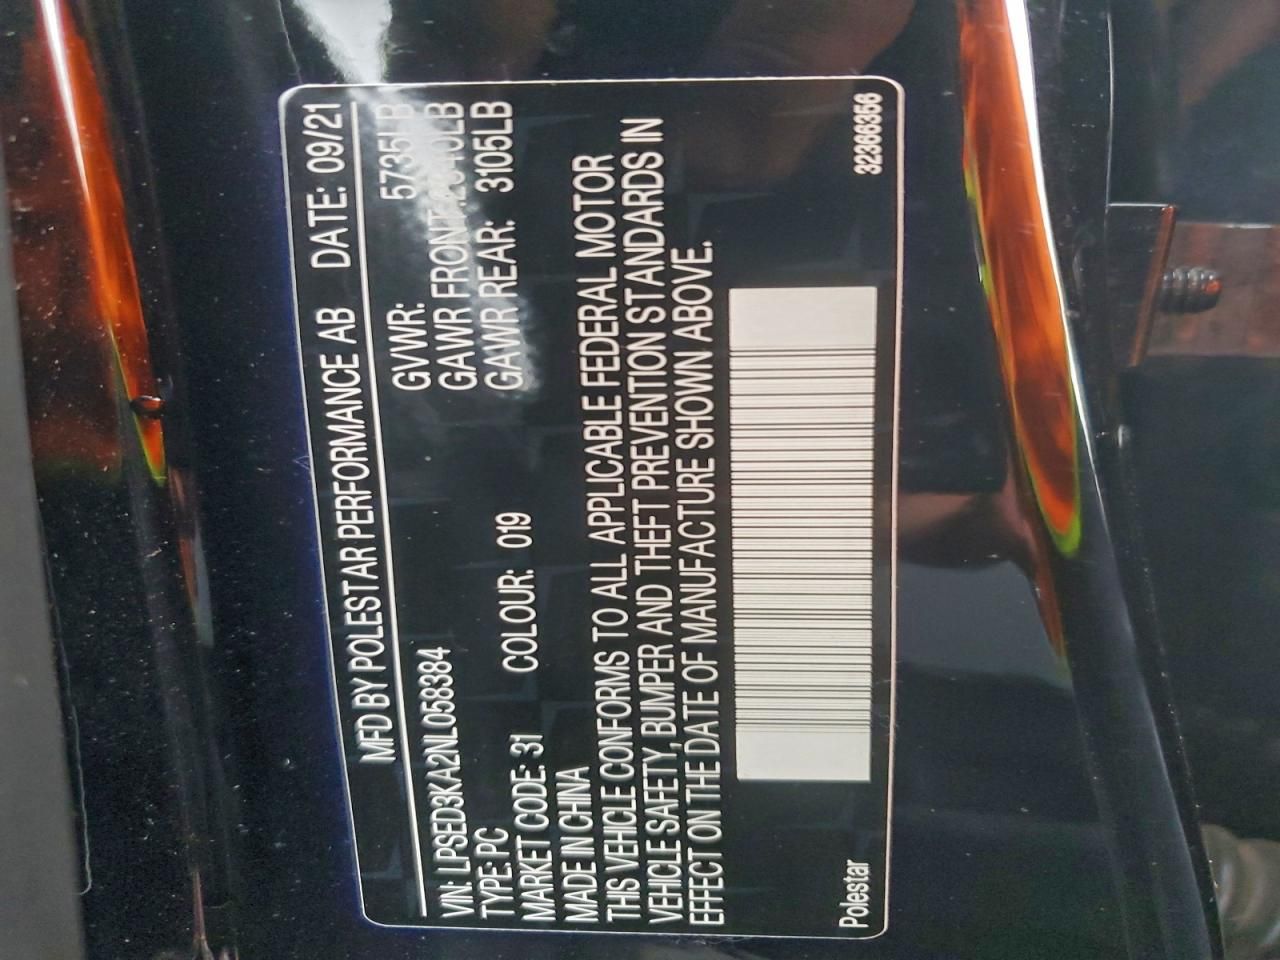 MFD BY POLESTAR PERFORMANCE AB DATE: 09/21
GVWR: 5735LB
VIN: LPSED3KA2NL058384 GAWR FRONT: 2840LB
TYPE: PC GAWR REAR: 3105LB
MARKET CODE: 31 COLOUR: 019
MADE IN CHINA
THIS VEHICLE CONFORMS TO ALL APPLICABLE FEDERAL MOTOR
VEHICLE SAFETY, BUMPER AND THEFT PREVENTION STANDARDS IN
EFFECT ON THE DATE OF MANUFACTURE SHOWN ABOVE.
Polestar 32366356